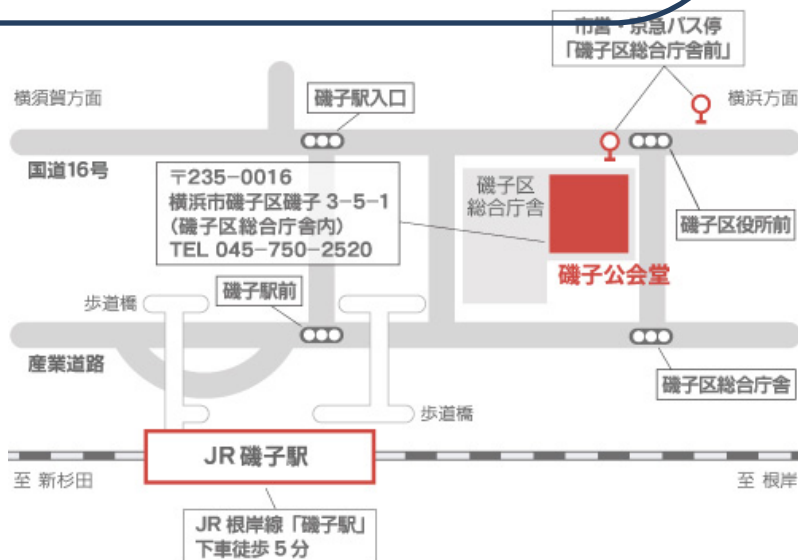 市営・京急バス停
「磯子区総合庁舎前」
横須賀方面
磯子駅入口
横浜方面
国道16号
〒235-0016
横浜市磯子区磯子 3-5-1
(磯子区総合庁舎内)
TEL 045-750-2520
磯子区
総合庁舎
磯子区役所前
磯子公会堂
歩道橋
磯子駅前
産業道路
磯子区総合庁舎
歩道橋
JR 磯子駅
至 新杉田
至 根岸
JR 根岸線「磯子駅」
下車徒歩 5 分